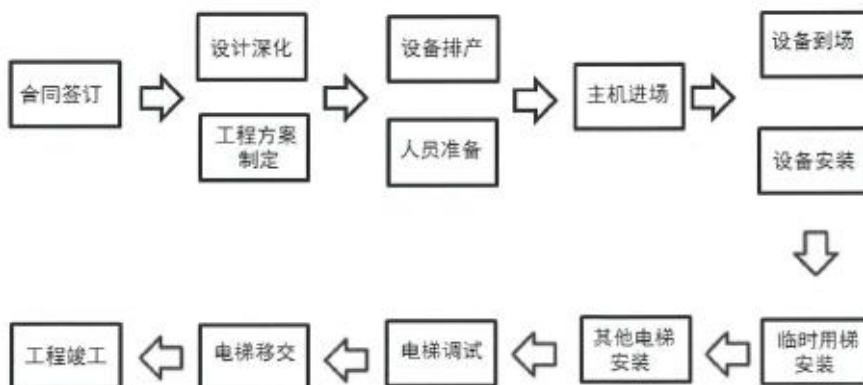 合同签订
设计深化
工程方案
制定
设备排产
人员准备
主机进场
设备到场
设备安装
临时用梯
安装
其他电梯
安装
电梯调试
电梯移交
工程竣工